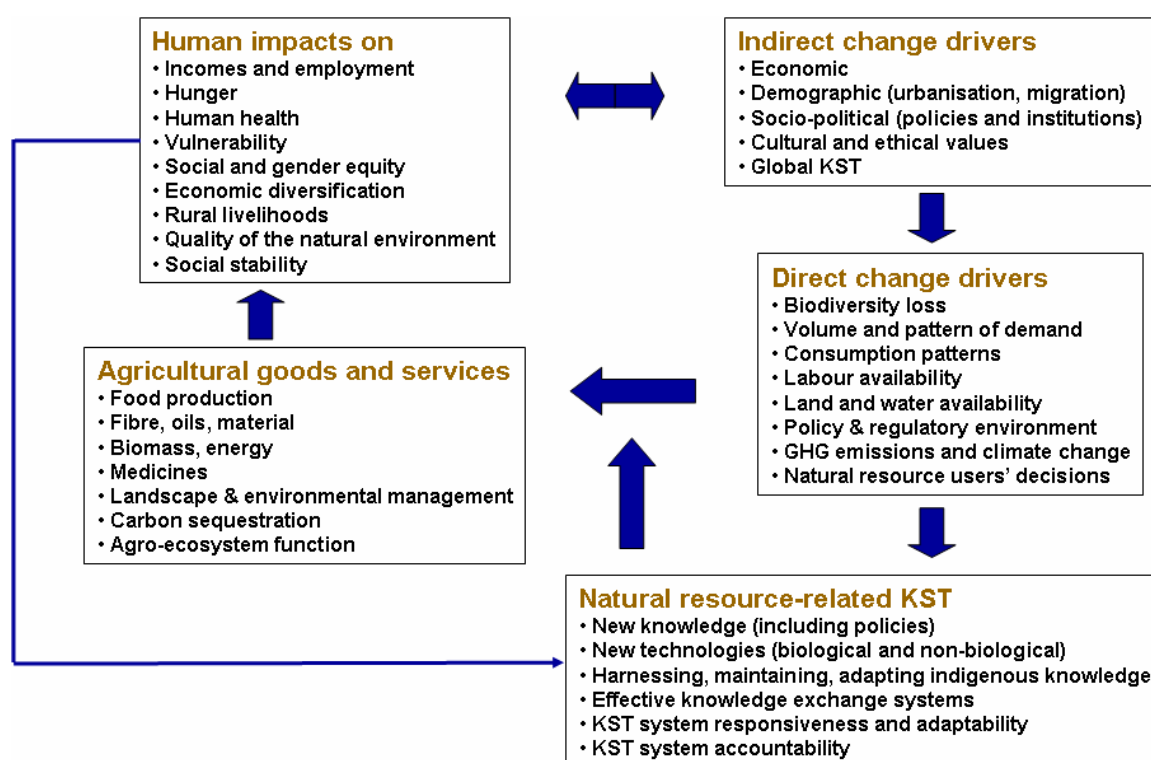 Human impacts on
• Incomes and employment
• Hunger
• Human health
• Vulnerability
• Social and gender equity
• Economic diversification
• Rural livelihoods
• Quality of the natural environment
• Social stability
Indirect change drivers
• Economic
• Demographic (urbanisation, migration)
• Socio-political (policies and institutions)
• Cultural and ethical values
• Global KST
Direct change drivers
• Biodiversity loss
• Volume and pattern of demand
• Consumption patterns
• Labour availability
• Land and water availability
• Policy & regulatory environment
• GHG emissions and climate change
• Natural resource users’ decisions
Agricultural goods and services
• Food production
• Fibre, oils, material
• Biomass, energy
• Medicines
• Landscape & environmental management
• Carbon sequestration
• Agro-ecosystem function
Natural resource-related KST
• New knowledge (including policies)
• New technologies (biological and non-biological)
• Harnessing, maintaining, adapting indigenous knowledge
• Effective knowledge exchange systems
• KST system responsiveness and adaptability
• KST system accountability